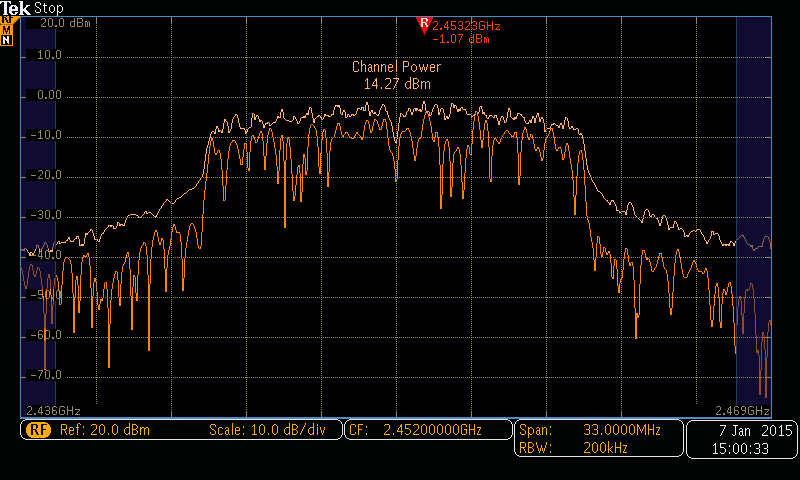 Tek Stop
RF
M
N
20.0 dBm
R
2.45323GHz
-1.07 dBm
10.0
Channel Power
14.27 dBm
0.00
-10.0
-20.0
-30.0
-40.0
-50.0
-60.0
-70.0
2.436GHz
2.469GHz
RF Ref: 20.0 dBm Scale: 10.0 dB/div CF: 2.45200000GHz Span: 33.0000MHz 7 Jan 2015
RBW: 200kHz 15:00:33